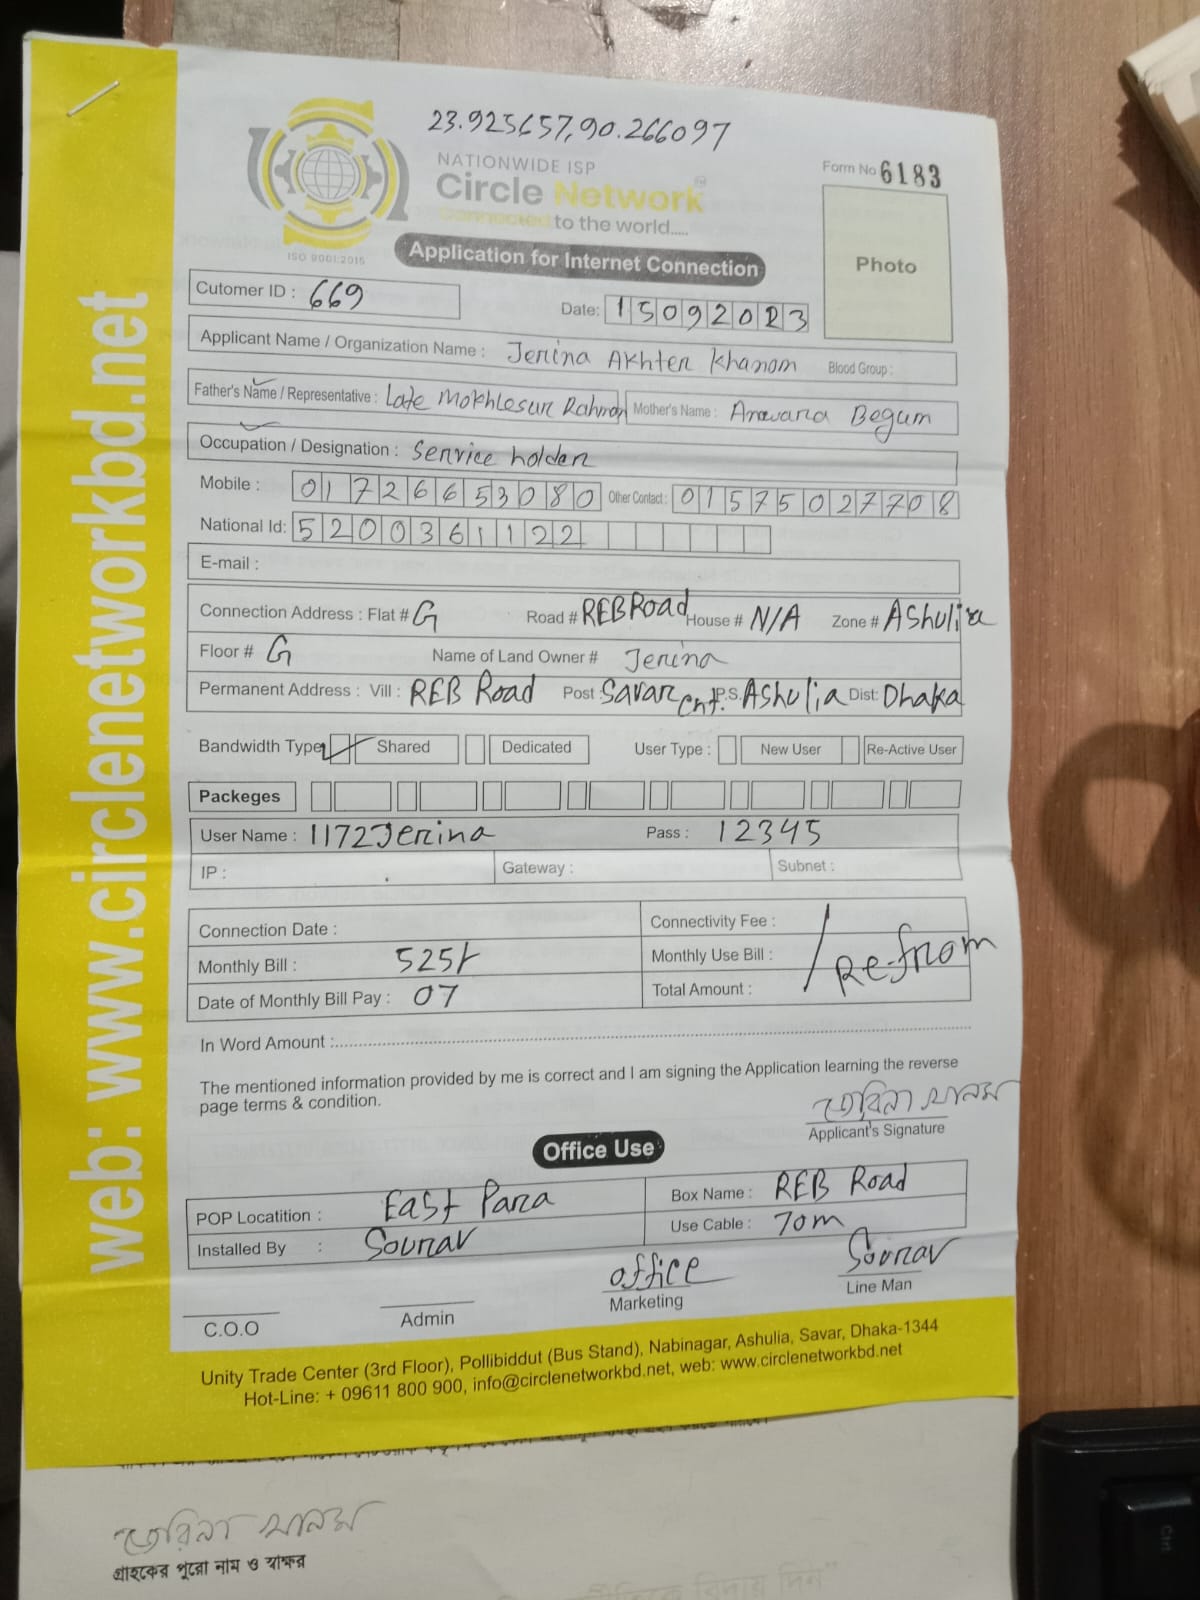 23.925657,90.266097
NATIONWIDE ISP
Circle Network
Connected to the world.....
ISO 9001:2015
Form No 6183
Photo
Application for Internet Connection
Cutomer ID : 669
Date: 15092023
Applicant Name / Organization Name : Jerina Akhter Khanom Blood Group :
Father's Name / Representative : Late Mokhlesur Rahman Mother's Name : Anwara Begum
Occupation / Designation : Service holder
Mobile : 01726653080 Other Contact : 01575027708
National Id: 5200361122
E-mail :
Connection Address : Flat # G Road # REB Road House # N/A Zone # Ashulia
Floor # G Name of Land Owner # Jerina
Permanent Address : Vill : REB Road Post : Savar Cnt. P.S. Ashulia Dist: Dhaka
Bandwidth Type Shared Dedicated User Type : New User Re-Active User
Packeges
User Name : 1172Jerina Pass : 12345
IP : Gateway : Subnet :
Connection Date : Connectivity Fee :
Monthly Bill : 525/- Monthly Use Bill : Re-from
Date of Monthly Bill Pay : 07 Total Amount :
In Word Amount :
The mentioned information provided by me is correct and I am signing the Application learning the reverse
page terms & condition.
জেরিনা খানম
Applicant's Signature
Office Use
POP Locatition : East Para Box Name : REB Road
Installed By : Sourav Use Cable : 70m
office Sourav
C.O.O Admin Marketing Line Man
Unity Trade Center (3rd Floor), Pollibiddut (Bus Stand), Nabinagar, Ashulia, Savar, Dhaka-1344
Hot-Line: + 09611 800 900, info@circlenetworkbd.net, web: www.circlenetworkbd.net
web: www.circlenetworkbd.net
জেরিনা খানম
গ্রাহকের পুরো নাম ও স্বাক্ষর
Ctrl